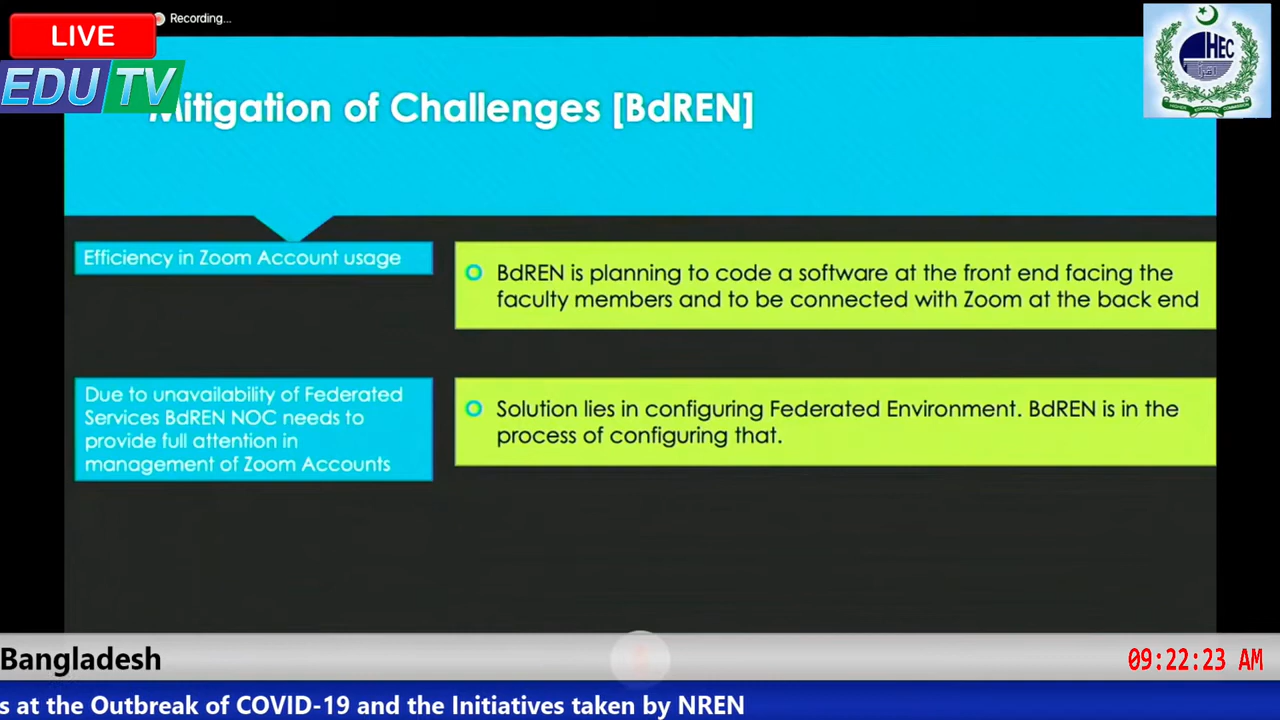 Recording...
LIVE
EDU TV
HEC
HIGHER EDUCATION COMMISSION
Mitigation of Challenges [BdREN]
Efficiency in Zoom Account usage
BdREN is planning to code a software at the front end facing the
faculty members and to be connected with Zoom at the back end
Due to unavailability of Federated
Services BdREN NOC needs to
provide full attention in
management of Zoom Accounts
Solution lies in configuring Federated Environment. BdREN is in the
process of configuring that.
Bangladesh
09:22:23 AM
s at the Outbreak of COVID-19 and the Initiatives taken by NREN